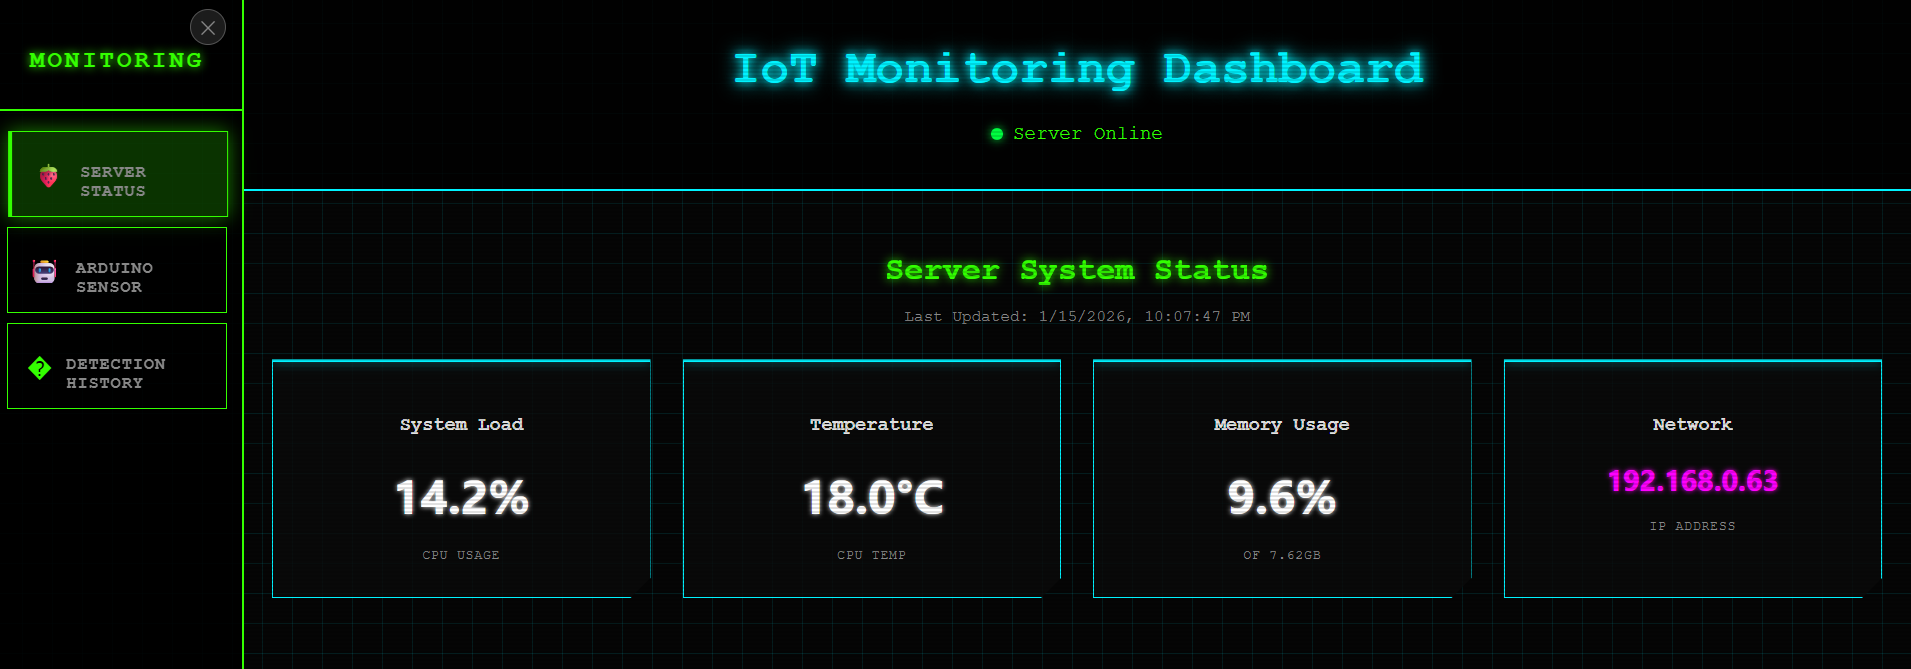 MONITORING
SERVER
STATUS
ARDUINO
SENSOR
DETECTION
HISTORY
IoT Monitoring Dashboard
Server Online
Server System Status
Last Updated: 1/15/2026, 10:07:47 PM
System Load
14.2%
CPU USAGE
Temperature
18.0°C
CPU TEMP
Memory Usage
9.6%
OF 7.62GB
Network
192.168.0.63
IP ADDRESS